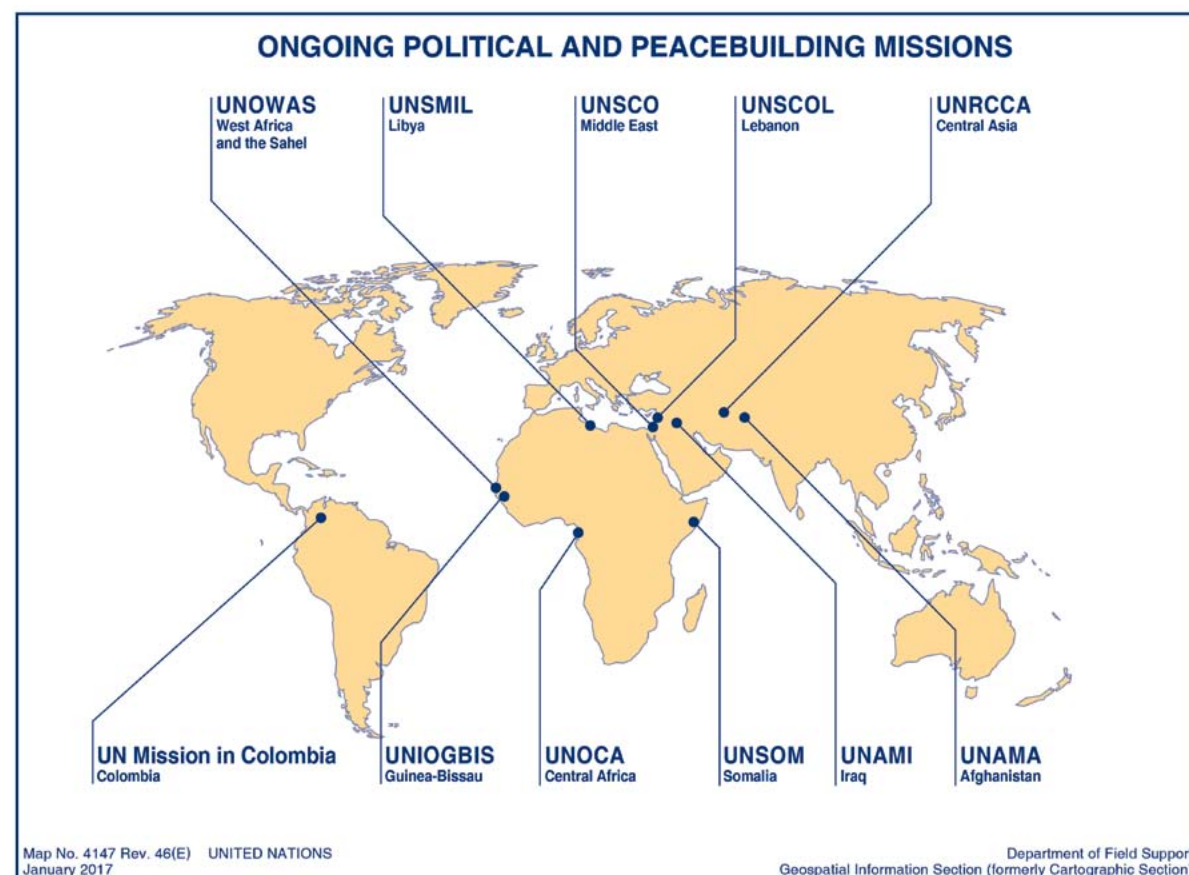 ONGOING POLITICAL AND PEACEBUILDING MISSIONS
UNOWAS
West Africa
and the Sahel
UNSMIL
Libya
UNSCO
Middle East
UNSCOL
Lebanon
UNRCCA
Central Asia
UN Mission in Colombia
Colombia
UNIOGBIS
Guinea-Bissau
UNOCA
Central Africa
UNSOM
Somalia
UNAMI
Iraq
UNAMA
Afghanistan
Map No. 4147 Rev. 46(E) UNITED NATIONS
January 2017
Department of Field Support
Geospatial Information Section (formerly Cartographic Section)